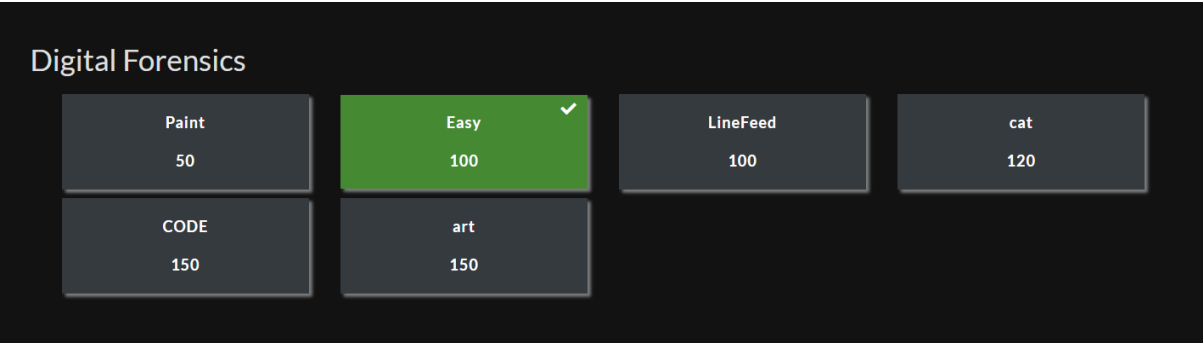 Digital Forensics
Paint
50
Easy
100
LineFeed
100
cat
120
CODE
150
art
150